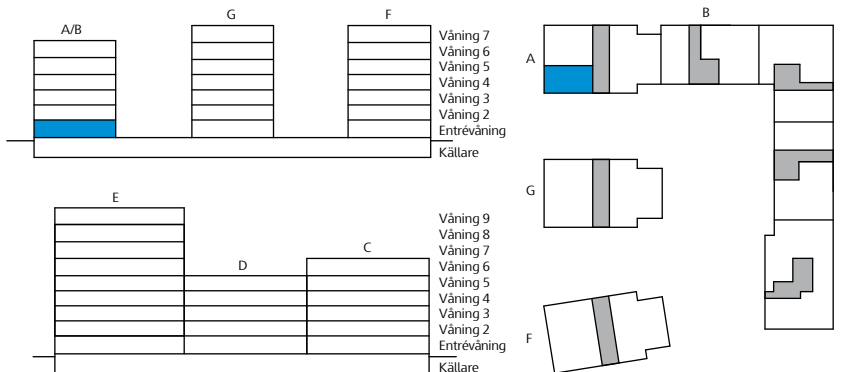 A/B
G
F
Våning 7
Våning 6
Våning 5
Våning 4
Våning 3
Våning 2
Entrévåning
Källare
E
D
C
Våning 9
Våning 8
Våning 7
Våning 6
Våning 5
Våning 4
Våning 3
Våning 2
Entrévåning
Källare
B
A
G
F